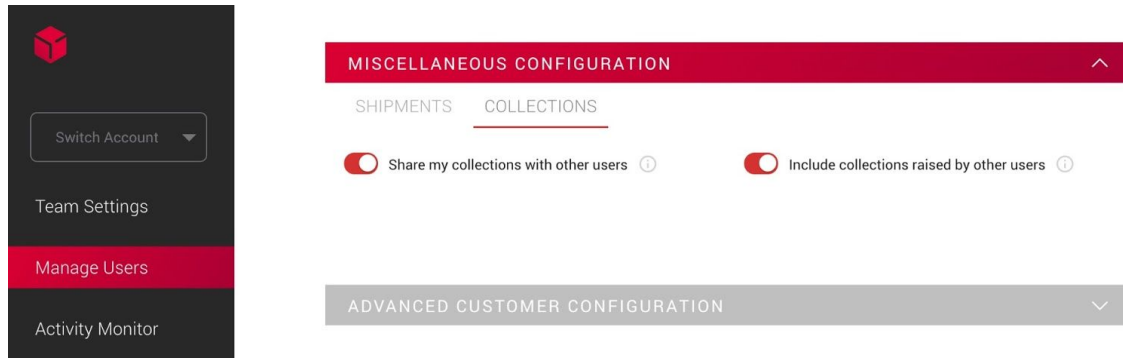 Switch Account
Team Settings
Manage Users
Activity Monitor
MISCELLANEOUS CONFIGURATION
SHIPMENTS COLLECTIONS
Share my collections with other users Include collections raised by other users
ADVANCED CUSTOMER CONFIGURATION